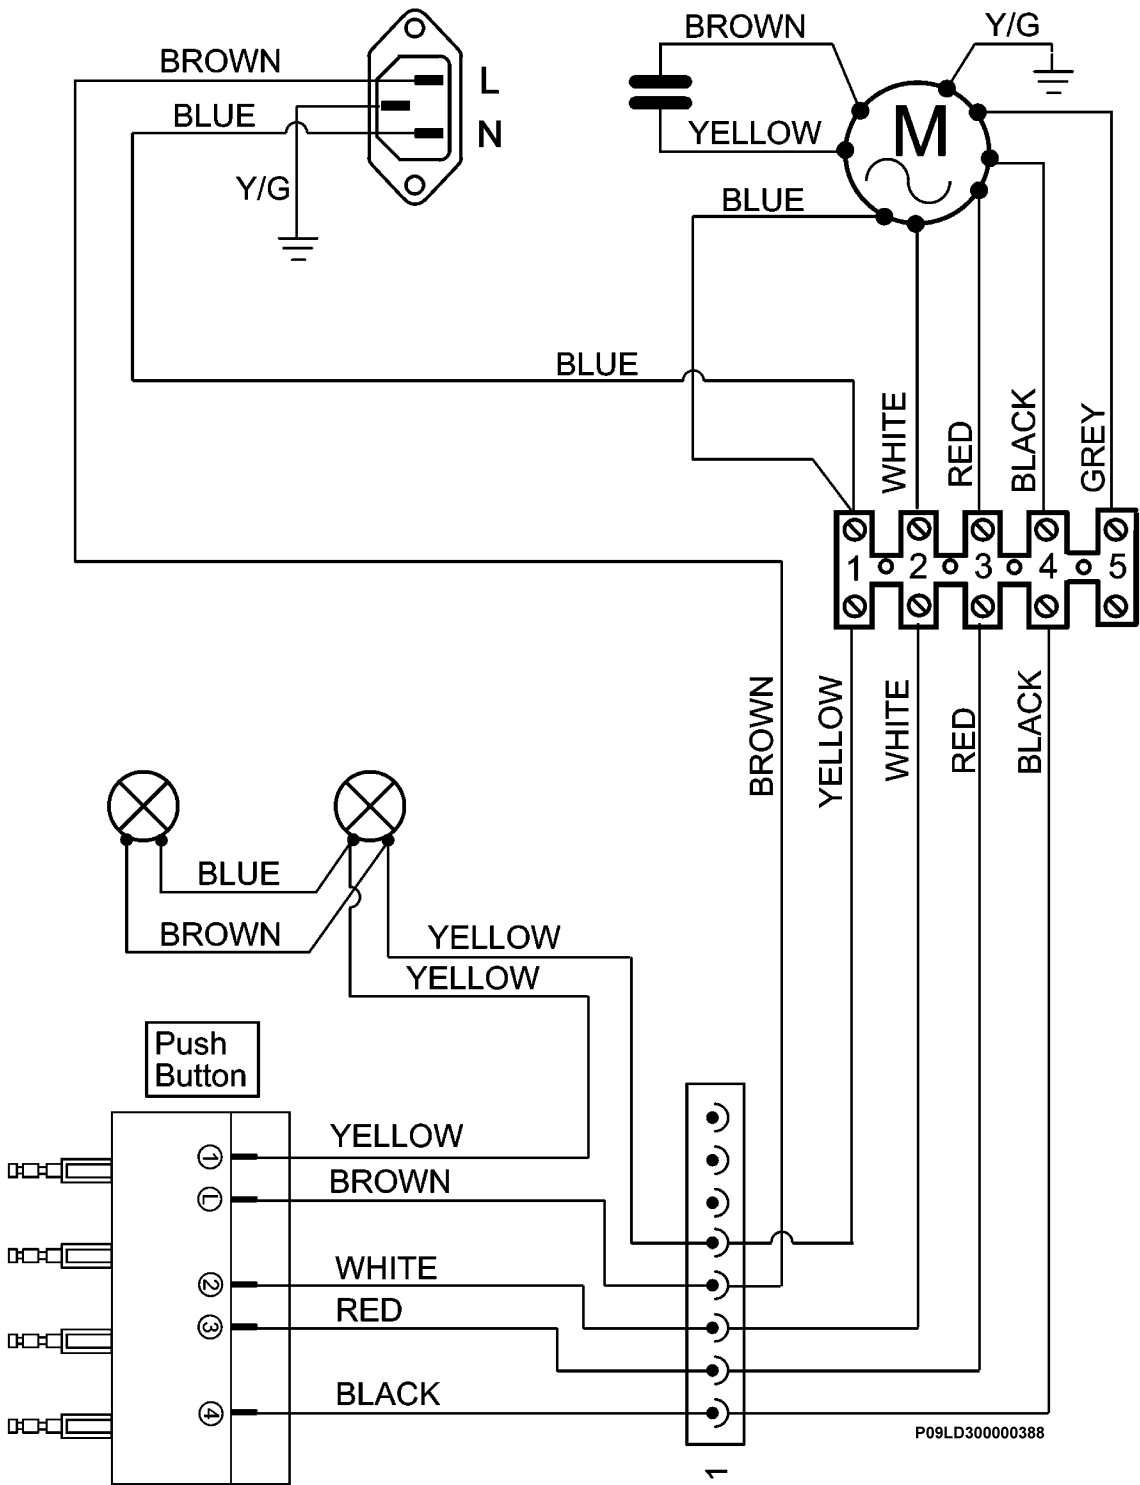 BROWN
Y/G
BROWN
L
BLUE
N
M
YELLOW
Y/G
BLUE
BLUE
WHITE
RED
BLACK
GREY
1
2
3
4
5
BROWN
YELLOW
WHITE
RED
BLACK
BLUE
BROWN
YELLOW
YELLOW
Push
Button
1
YELLOW
L
BROWN
2
WHITE
3
RED
4
BLACK
P09LD300000388
1